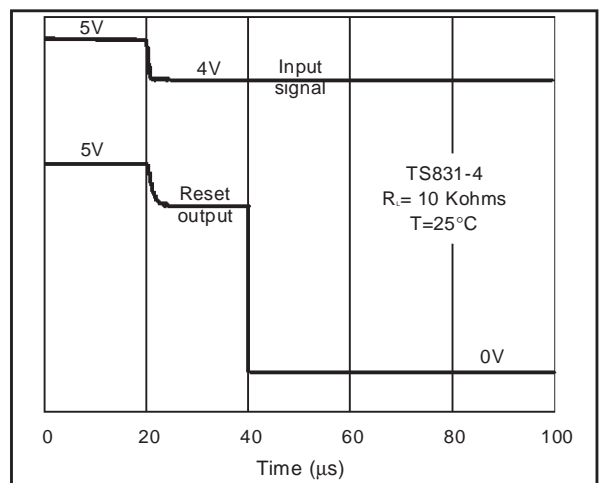 5V
4V
Input
signal
5V
Reset
output
TS831-4
RL= 10 Kohms
T=25°C
0V
0
20
40
60
80
100
Time (μs)